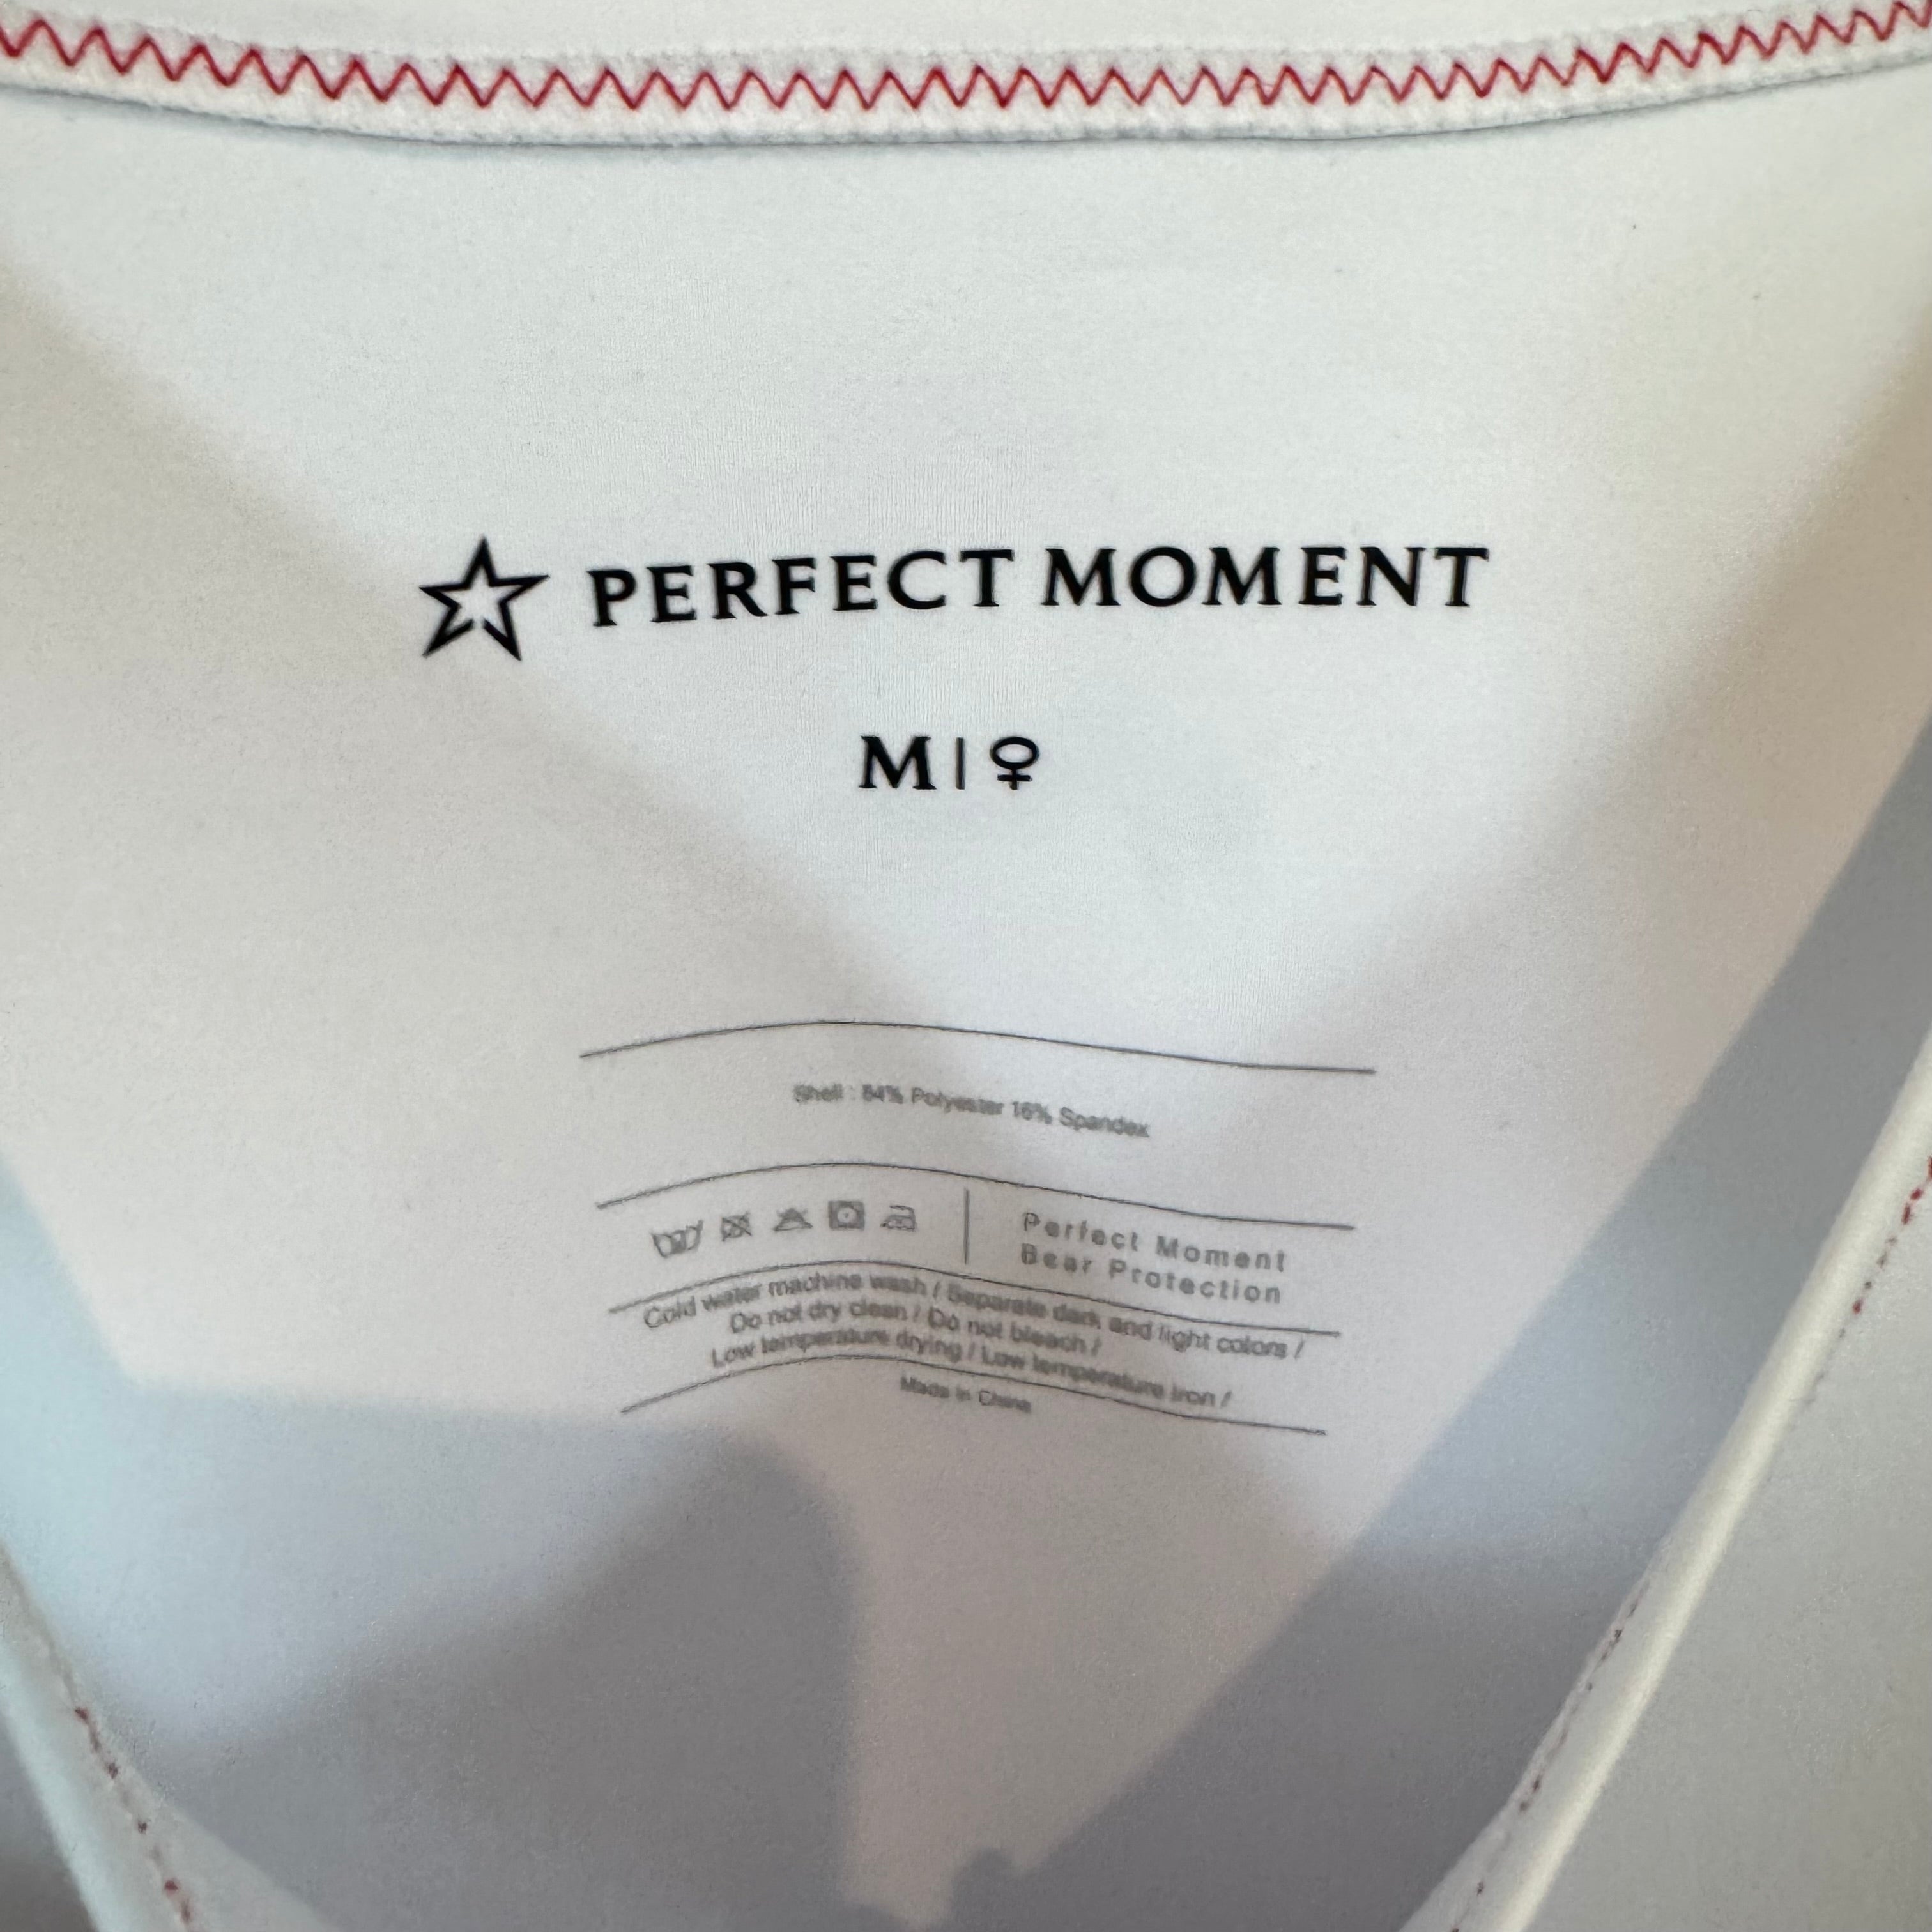 PERFECT MOMENT
M | ♀
Shell : 84% Polyester 16% Spandex
Perfect Moment
Bear Protection
Cold water machine wash / Separate dark and light colors /
Do not dry clean / Do not bleach /
Low temperature drying / Low temperature iron /
Made in China